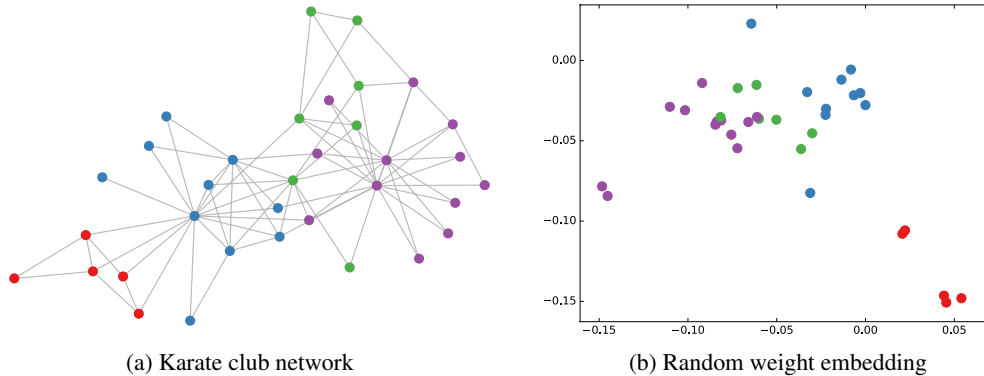 0.00
−0.05
−0.10
−0.15
−0.15 −0.10 −0.05 0.00 0.05
(a) Karate club network
(b) Random weight embedding